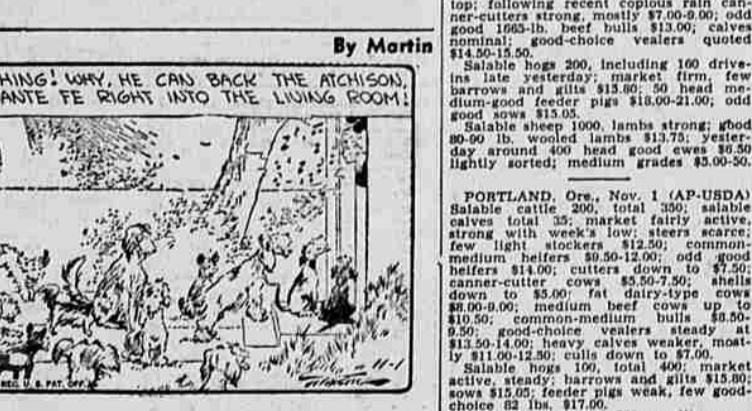 By Martin
HING! WHY, HE CAN BACK THE ATCHISON,
ANTE FE RIGHT INTO THE LIVING ROOM!
11-1
REG. U. S. PAT. OFF.
top; following recent copious rain can-
ner-cutters strong, mostly $7.00-9.00; odd
good 1665-lb. beef bulls $13.00; calves
nominal; good-choice vealers quoted
$14.50-15.50.
Salable hogs 200, including 160 drive-
ins late yesterday; market firm, few
barrows and gilts $15.80; 50 head me-
dium-good feeder pigs $18.00-21.00; odd
good sows $15.05.
Salable sheep 1000, lambs strong; good
80-90 lb. wooled lambs $13.75; yester-
day around 400 head good ewes $6.50
lightly sorted; medium grades $5.00-50.
PORTLAND, Ore., Nov. 1 (AP-USDA)
Salable cattle 200, total 350; salable
calves total 35; market fairly active,
strong with week's low; steers scarce;
few light stockers $12.50; common-
medium heifers $9.50-12.00; odd good
heifers $14.00; cutters down to $7.50;
canner-cutter cows $5.50-7.50; shells
down to $5.00; fat dairy-type cows
$8.00-9.00; medium beef cows up to
$10.50; common-medium bulls $8.50-
9.50; good-choice vealers steady at
$13.50-14.00; heavy calves weaker, most-
ly $11.00-12.50; culls down to $7.00.
Salable hogs 100, total 400; market
active, steady; barrows and gilts $15.80;
sows $15.05; feeder pigs weak, few good-
choice 82 lbs. $17.00.